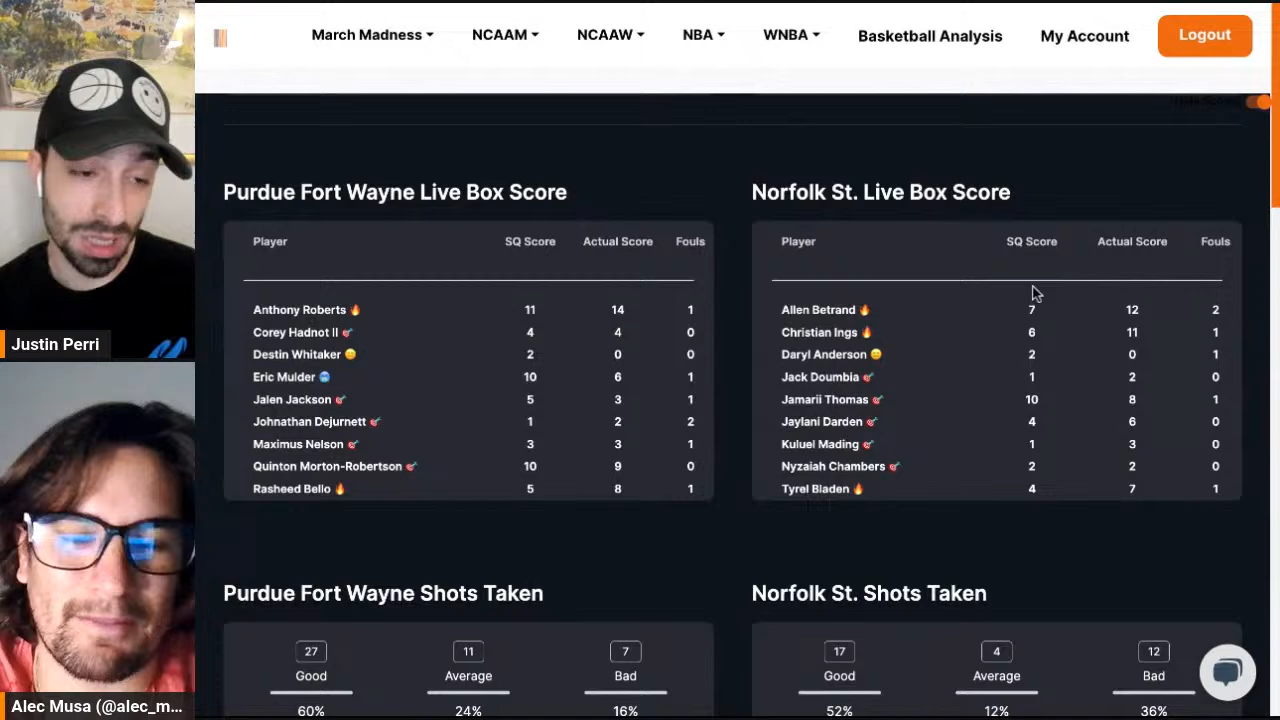 March Madness NCAAM NCAAW NBA WNBA Basketball Analysis My Account Logout
Purdue Fort Wayne Live Box Score
Player SQ Score Actual Score Fouls
Anthony Roberts 🔥 11 14 1
Corey Hadnot II 🎯 4 4 0
Destin Whitaker 😐 2 0 0
Eric Mulder 🥶 10 6 1
Jalen Jackson 🎯 5 3 1
Johnathan Dejurnett 🎯 1 2 2
Maximus Nelson 🎯 3 3 1
Quinton Morton-Robertson 🎯 10 9 0
Rasheed Bello 🔥 5 8 1
Norfolk St. Live Box Score
Player SQ Score Actual Score Fouls
Allen Betrand 🔥 7 12 2
Christian Ings 🔥 6 11 1
Daryl Anderson 😐 2 0 1
Jack Doumbia 🎯 1 2 0
Jamarii Thomas 🎯 10 8 1
Jaylani Darden 🎯 4 6 0
Kuluel Mading 🎯 1 3 0
Nyzaiah Chambers 🎯 2 2 0
Tyrel Bladen 🔥 4 7 1
Purdue Fort Wayne Shots Taken
27 11 7
Good Average Bad
60% 24% 16%
Norfolk St. Shots Taken
17 4 12
Good Average Bad
52% 12% 36%
Justin Perri
Alec Musa (@alec_m...